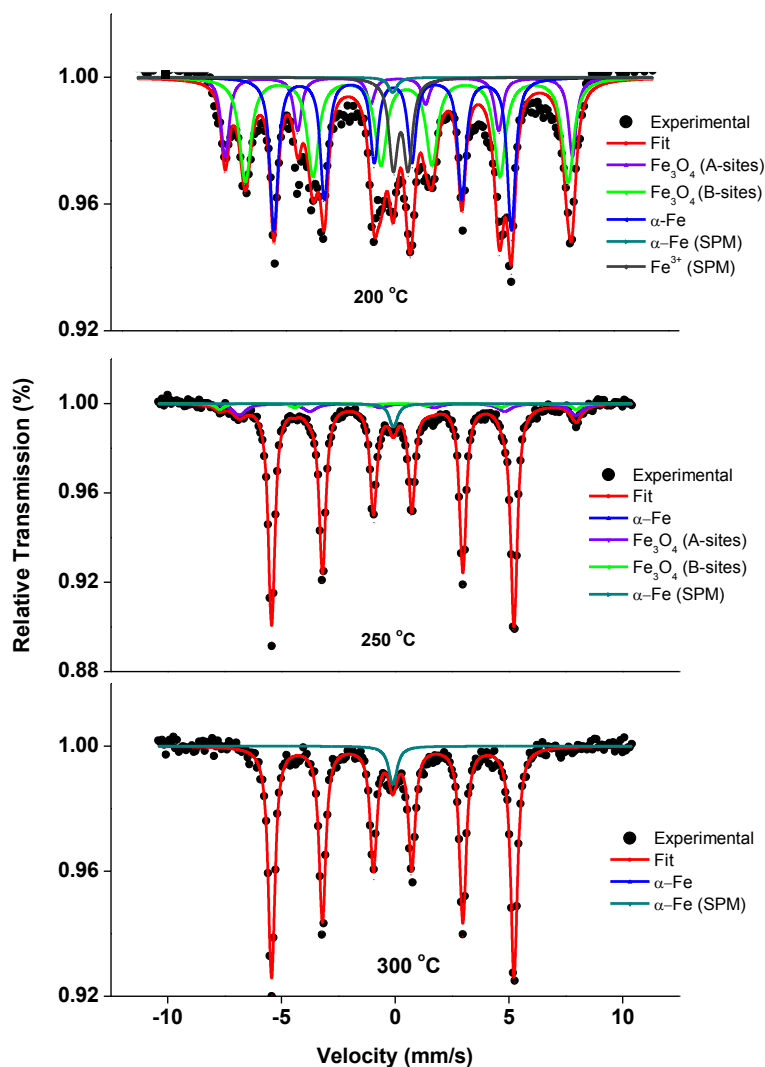 Relative Transmission (%)
1.00
0.96
0.92
Experimental
Fit
Fe₃O₄ (A-sites)
Fe₃O₄ (B-sites)
α-Fe
α–Fe (SPM)
Fe³⁺ (SPM)
200 °C
1.00
0.96
0.92
0.88
Experimental
Fit
α–Fe
Fe₃O₄ (A-sites)
Fe₃O₄ (B-sites)
α–Fe (SPM)
250 °C
1.00
0.96
0.92
Experimental
Fit
α–Fe
α–Fe (SPM)
300 °C
-10 -5 0 5 10
Velocity (mm/s)